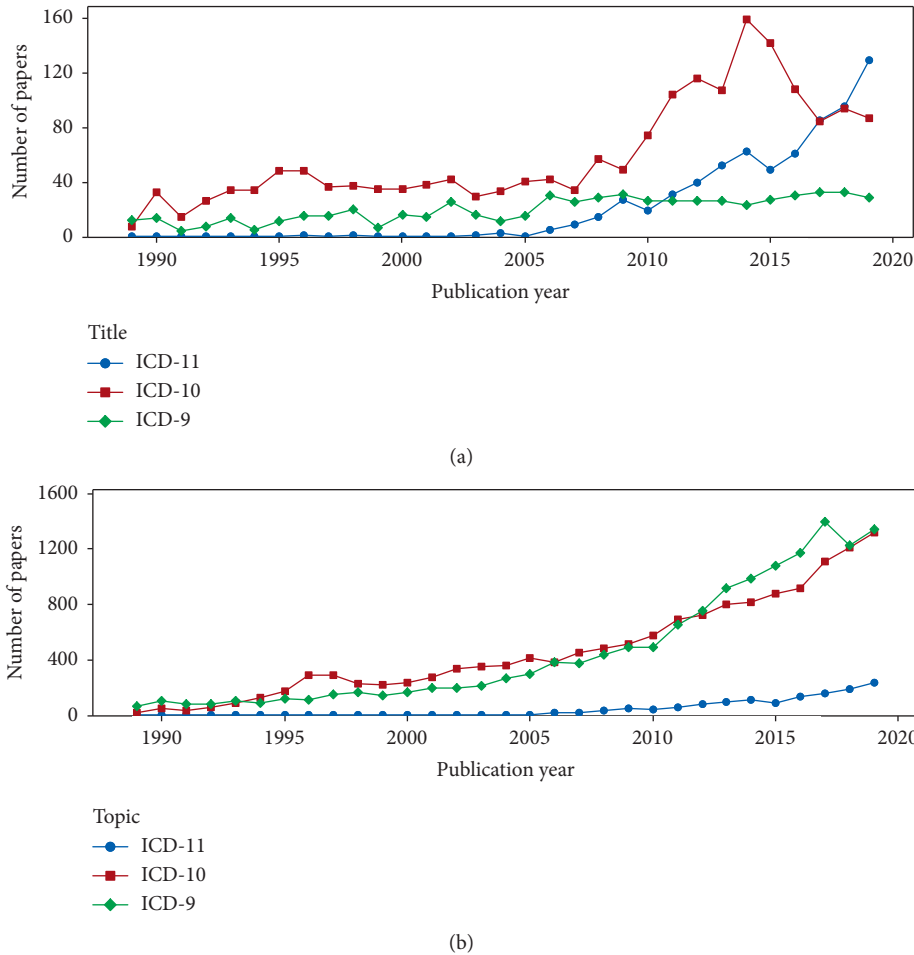 160
120
80
40
0
Number of papers
1990
1995
2000
2005
2010
2015
2020
Publication year
Title
ICD-11
ICD-10
ICD-9
(a)
1600
1200
800
400
0
Number of papers
1990
1995
2000
2005
2010
2015
2020
Publication year
Topic
ICD-11
ICD-10
ICD-9
(b)